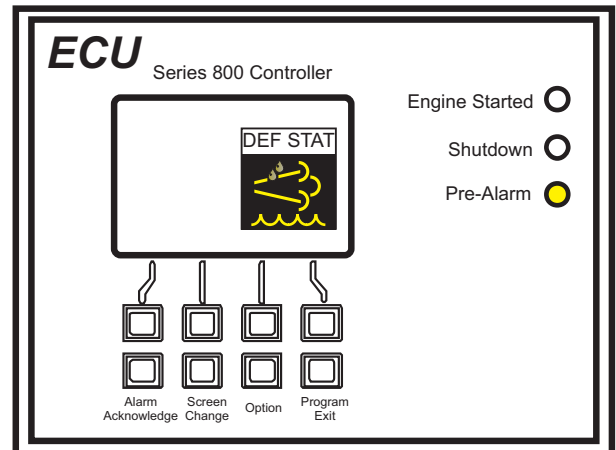 ECU
Series 800 Controller
DEF STAT
Engine Started
Shutdown
Pre-Alarm
Alarm
Acknowledge
Screen
Change
Option
Program
Exit